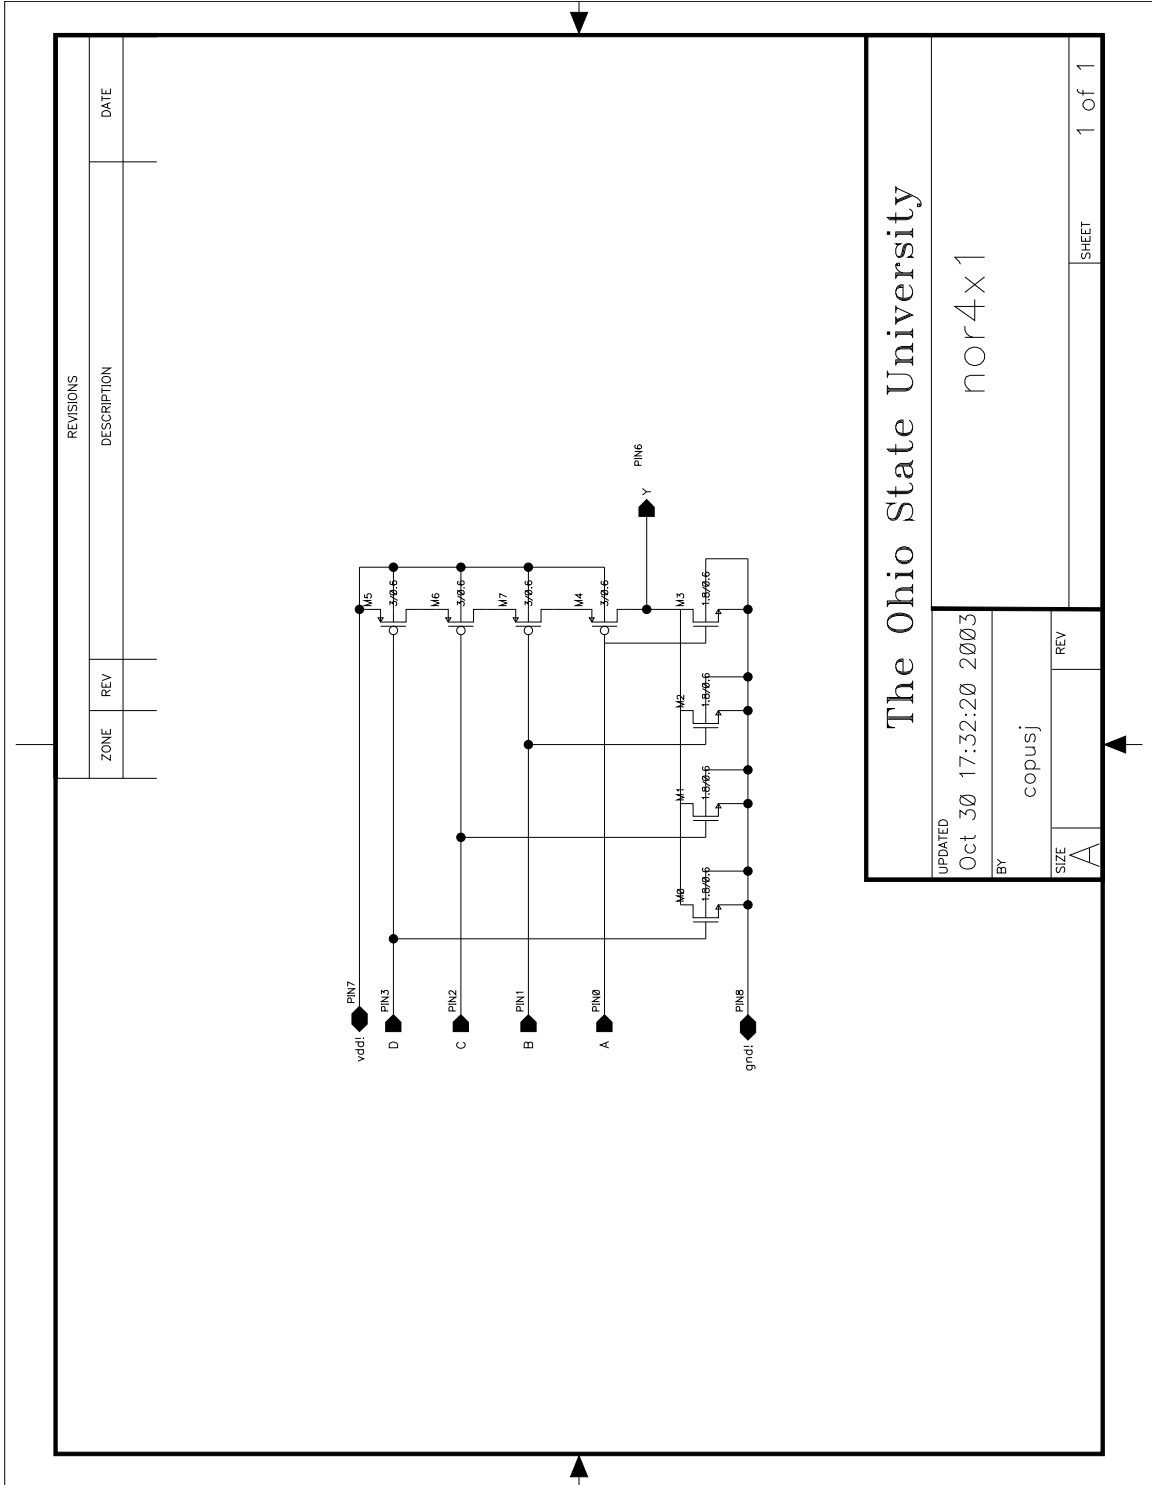 REVISIONS
ZONE REV DESCRIPTION DATE
vdd! PIN7
D PIN3
C PIN2
B PIN1
A PIN0
gnd! PIN8
M5
3/0.6
M6
3/0.6
M7
3/0.6
M4
3/0.6
Y PIN6
M0
1.8/0.6
M1
1.8/0.6
M2
1.8/0.6
M3
1.8/0.6
The Ohio State University
UPDATED
Oct 30 17:32:20 2003
nor4x1
BY
copusj
SIZE
A
REV
SHEET 1 of 1